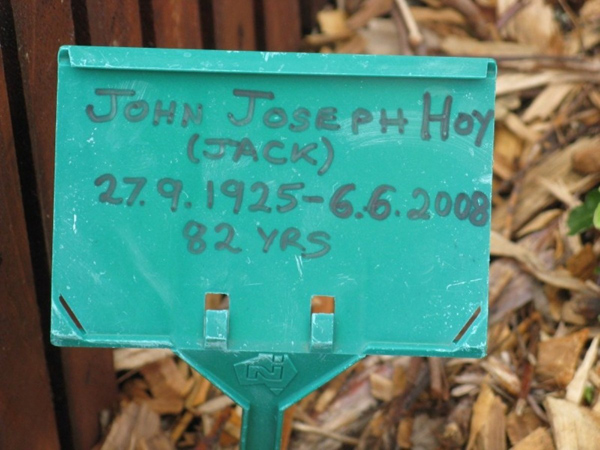 John Joseph Hoy
(JACK)
27.9.1925-6.6.2008
82 YRS